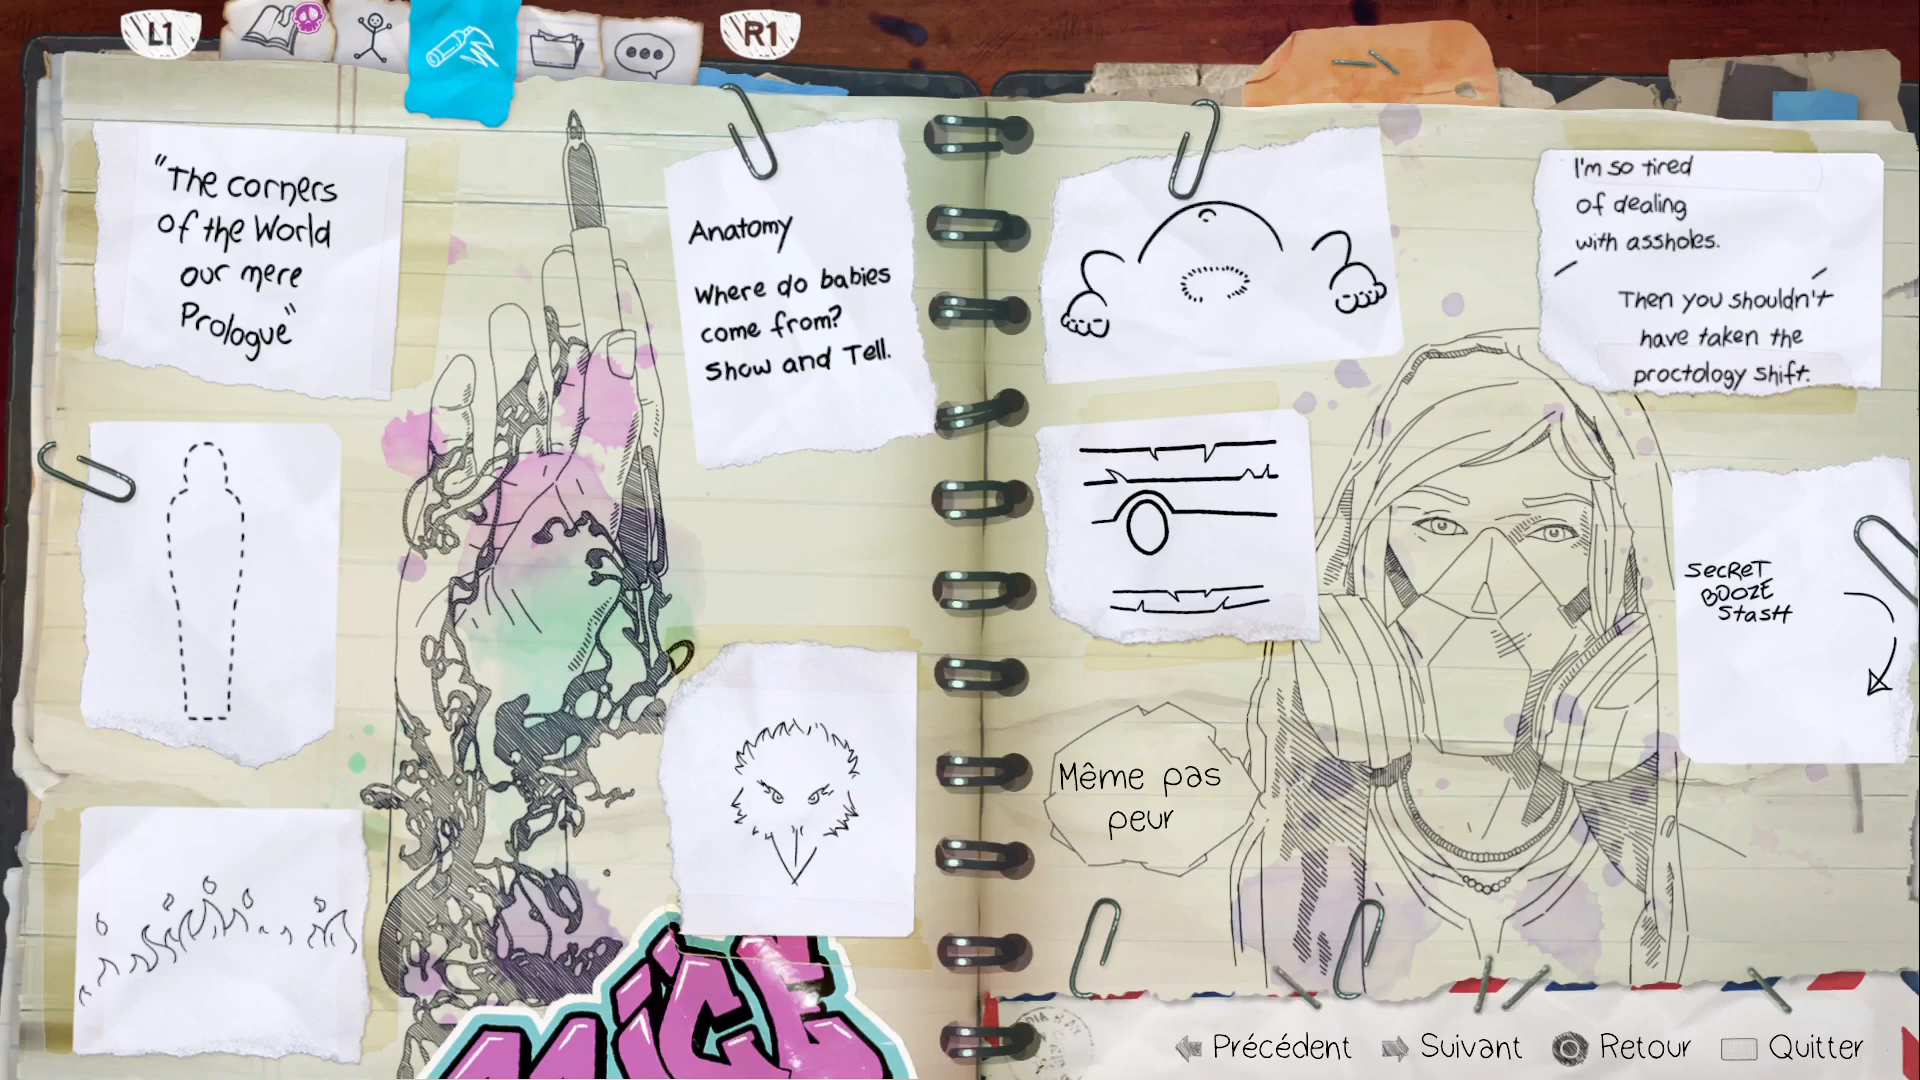 L1
R1
"The corners
of the World
our mere
Prologue"
Anatomy
Where do babies
come from?
Show and Tell.
I'm so tired
of dealing
with assholes.
Then you shouldn't
have taken the
proctology shift.
SecReT
BOOZE
StasH
Même pas
peur
MiCE
Précédent
Suivant
Retour
Quitter